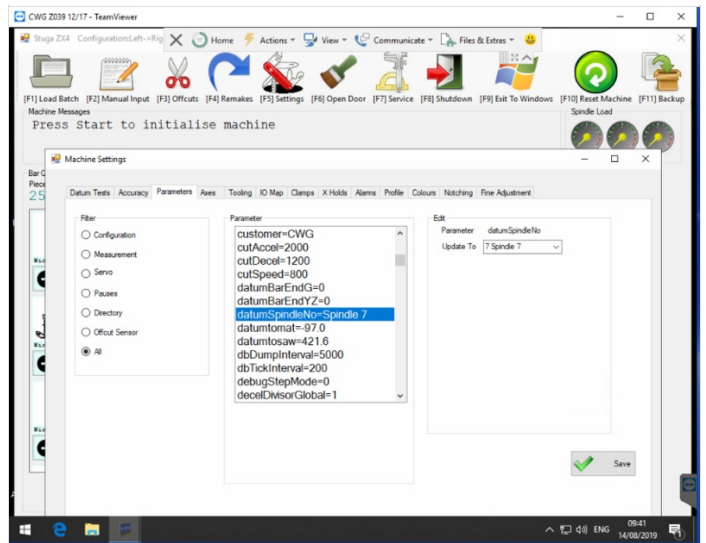 CWG Z039 12/17 - TeamViewer
Stuga ZX4 Configuration:Left->Rig
Home Actions View Communicate Files & Extras
[F1] Load Batch [F2] Manual Input [F3] Offcuts [F4] Remakes [F5] Settings [F6] Open Door [F7] Service [F8] Shutdown [F9] Exit To Windows [F10] Reset Machine [F11] Backup
Machine Messages
Spindle Load
Press Start to initialise machine
Machine Settings
Bar
Piece
25
Datum Tests Accuracy Parameters Axes Tooling IO Map Clamps X Holds Alarms Profile Colours Notching Fine Adjustment
Filter
Configuration
Measurement
Servo
Pauses
Directory
Offcut Sensor
All
Parameter
customer=CWG
cutAccel=2000
cutDecel=1200
cutSpeed=800
datumBarEndG=0
datumBarEndYZ=0
datumSpindleNo=Spindle 7
datumtomat=-97.0
datumtosaw=421.6
dbDumpInterval=5000
dbTickInterval=200
debugStepMode=0
decelDivisorGlobal=1
Edit
Parameter datumSpindleNo
Update To 7 Spindle 7
Save
ENG
09:41
14/08/2019